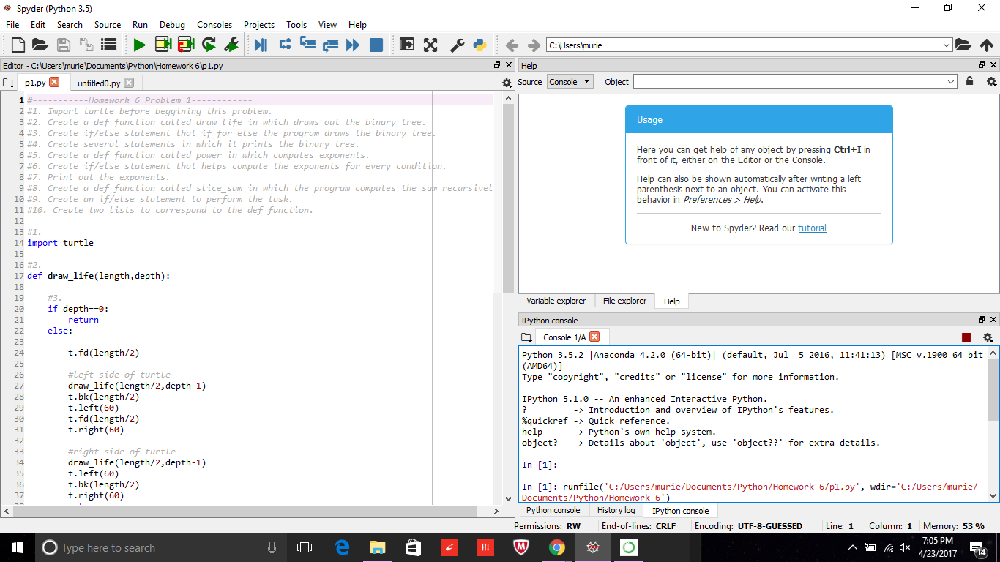 Spyder (Python 3.5)
File Edit Search Source Run Debug Consoles Projects Tools View Help
C:\Users\murie
Editor - C:\Users\murie\Documents\Python\Homework 6\p1.py
p1.py untitled0.py
1 #-----------Homework 6 Problem 1------------
2 #1. Import turtle before beggining this problem.
3 #2. Create a def function called draw_life in which draws out the binary tree.
4 #3. Create if/else statement that if for else the program draws the binary tree.
5 #4. Create several statements in which it prints the binary tree.
6 #5. Create a def function called power in which computes exponents.
7 #6. Create if/else statement that helps compute the exponents for every condition.
8 #7. Print out the exponents.
9 #8. Create a def function called slice_sum in which the program computes the sum recursivel
10 #9. Create an if/else statement to perform the task.
11 #10. Create two lists to correspond to the def function.
12
13 #1.
14 import turtle
15
16 #2.
17 def draw_life(length,depth):
18
19 #3.
20 if depth==0:
21 return
22 else:
23
24 t.fd(length/2)
25
26 #left side of turtle
27 draw_life(length/2,depth-1)
28 t.bk(length/2)
29 t.left(60)
30 t.fd(length/2)
31 t.right(60)
32
33 #right side of turtle
34 draw_life(length/2,depth-1)
35 t.left(60)
36 t.bk(length/2)
37 t.right(60)
Help
Source Console Object
Usage
Here you can get help of any object by pressing Ctrl+I in
front of it, either on the Editor or the Console.
Help can also be shown automatically after writing a left
parenthesis next to an object. You can activate this
behavior in Preferences > Help.
New to Spyder? Read our tutorial
Variable explorer File explorer Help
IPython console
Console 1/A
Python 3.5.2 |Anaconda 4.2.0 (64-bit)| (default, Jul  5 2016, 11:41:13) [MSC v.1900 64 bit
(AMD64)]
Type "copyright", "credits" or "license" for more information.
IPython 5.1.0 -- An enhanced Interactive Python.
? -> Introduction and overview of IPython's features.
%quickref -> Quick reference.
help -> Python's own help system.
object? -> Details about 'object', use 'object??' for extra details.
In [1]:
In [1]: runfile('C:/Users/murie/Documents/Python/Homework 6/p1.py', wdir='C:/Users/murie/
Documents/Python/Homework 6')
Python console History log IPython console
Permissions: RW End-of-lines: CRLF Encoding: UTF-8-GUESSED Line: 1 Column: 1 Memory: 53 %
Type here to search
7:05 PM
4/23/2017
14